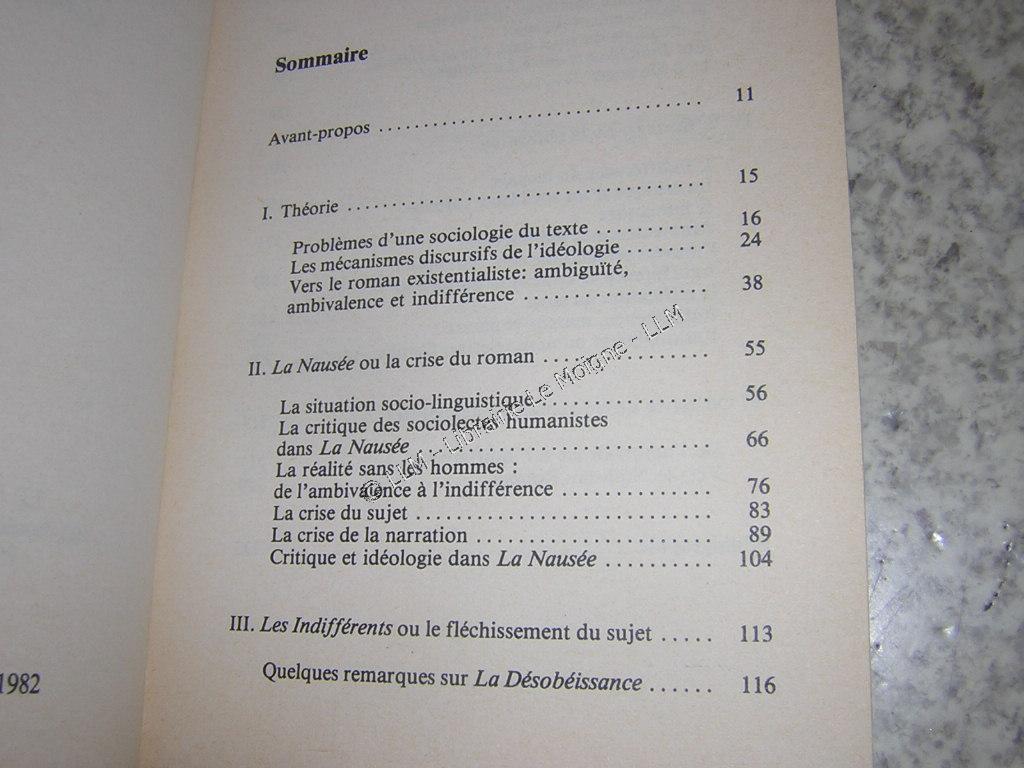 Sommaire
Avant-propos .................................... 11
I. Théorie ...................................... 15
Problèmes d'une sociologie du texte ........... 16
Les mécanismes discursifs de l'idéologie ........ 24
Vers le roman existentialiste: ambiguïté,
ambivalence et indifférence .................... 38
II. La Nausée ou la crise du roman ................ 55
La situation socio-linguistique .................. 56
La critique des sociolectes humanistes
dans La Nausée ............................. 66
La réalité sans les hommes :
de l'ambivalence à l'indifférence ............... 76
La crise du sujet .............................. 83
La crise de la narration ........................ 89
Critique et idéologie dans La Nausée .......... 104
III. Les Indifférents ou le fléchissement du sujet ..... 113
Quelques remarques sur La Désobéissance ...... 116
1982
© LLM - Librairie Le Moigne - LLM